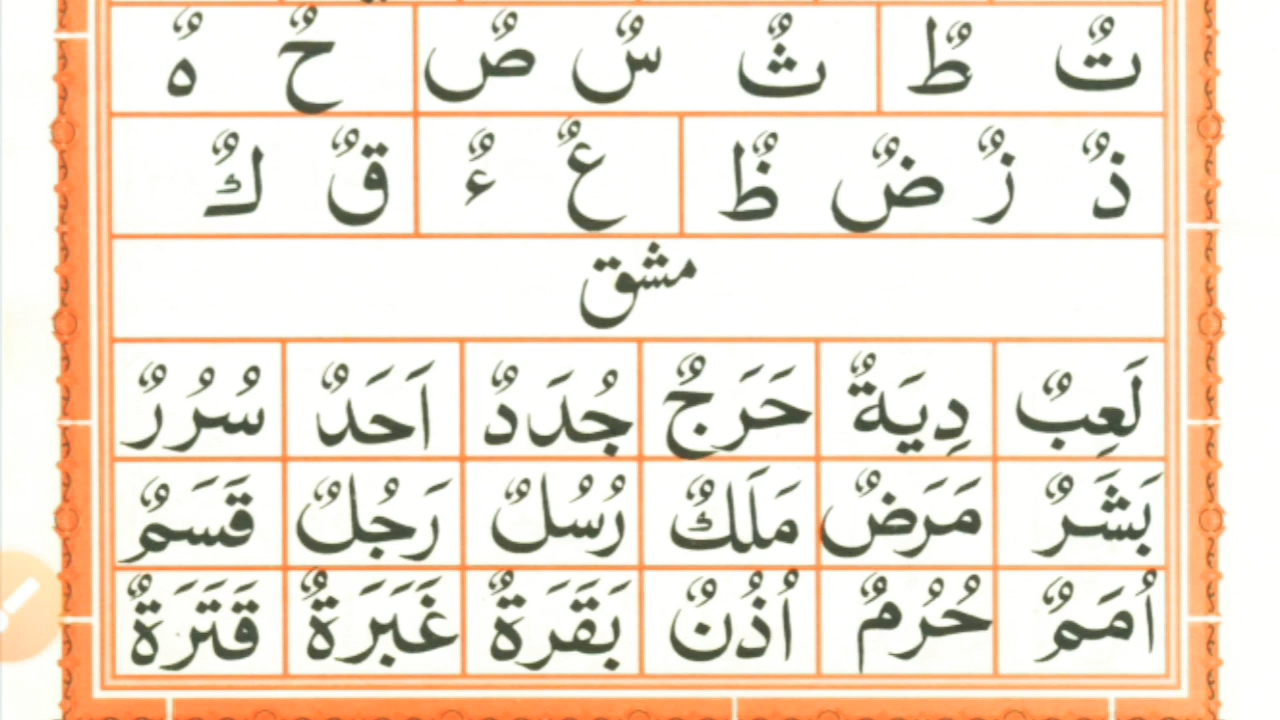 تٌ طٌ ثٌ سٌ صٌ حٌ هٌ
ذٌ زٌ ضٌ ظٌ عٌ ءٌ قٌ كٌ
مشق
لَعِبٌ دِيَةٌ حَرَجٌ جُدَدٌ اَحَدٌ سُرُرٌ
بَشَرٌ مَرَضٌ مَلَكٌ رُسُلٌ رَجُلٌ قَسَمٌ
اُمَمٌ حُرُمٌ اُذُنٌ بَقَرَةٌ غَبَرَةٌ قَتَرَةٌ